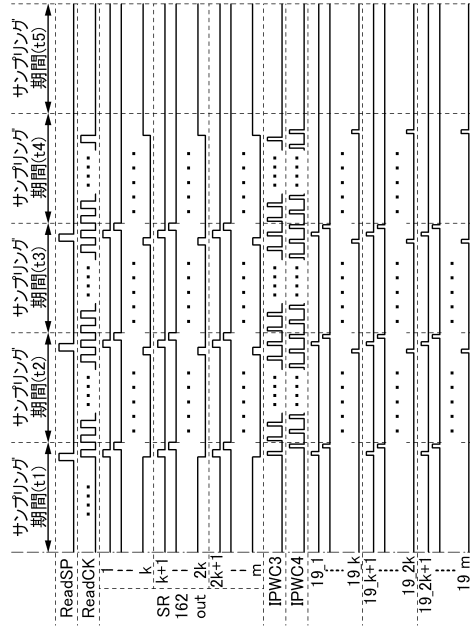 サンプリング
期間(t1)
サンプリング
期間(t2)
サンプリング
期間(t3)
サンプリング
期間(t4)
サンプリング
期間(t5)
ReadSP
ReadCK
1
k
k+1
SR
162
out
2k
2k+1
m
IPWC3
IPWC4
19_1
19_k
19_k+1
19_2k
19_2k+1
19_m